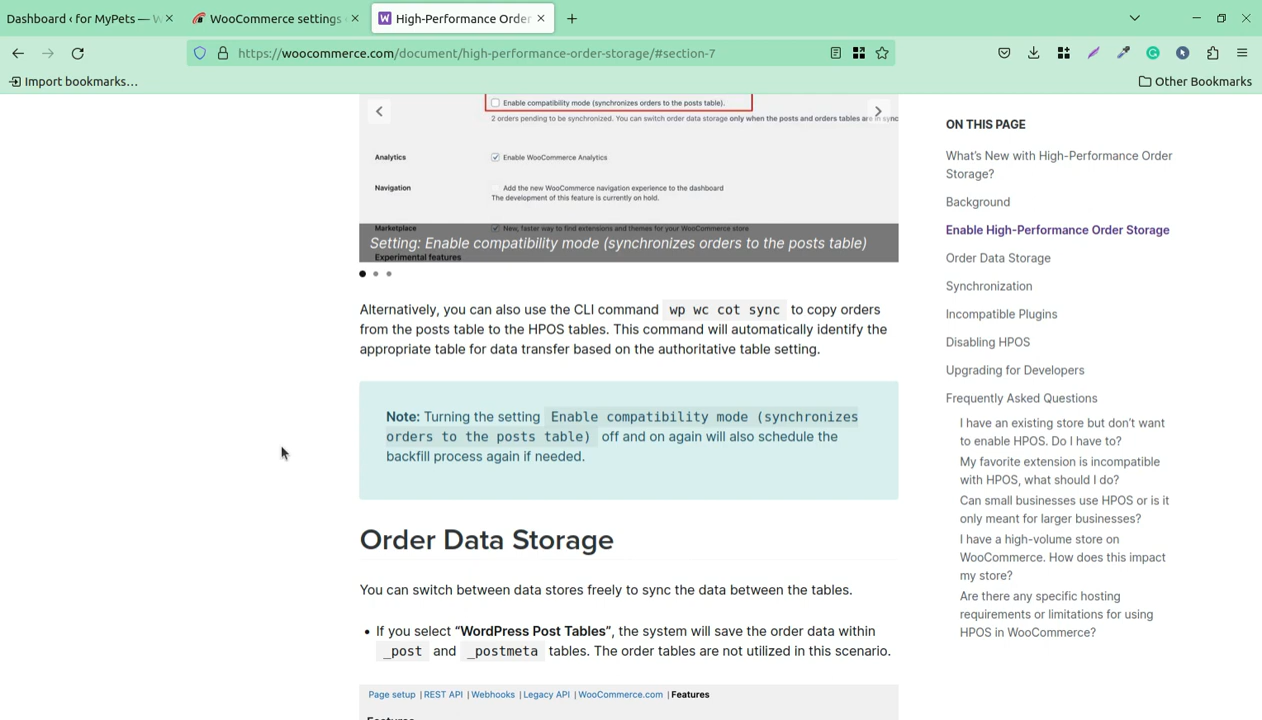 Dashboard ‹ for MyPets — W
WooCommerce settings
High-Performance Order
https://woocommerce.com/document/high-performance-order-storage/#section-7
Import bookmarks…
Other Bookmarks
Enable compatibility mode (synchronizes orders to the posts table).
2 orders pending to be synchronized. You can switch order data storage only when the posts and orders tables are in sync
Analytics
Enable WooCommerce Analytics
Navigation
Add the new WooCommerce navigation experience to the dashboard
The development of this feature is currently on hold.
Marketplace
New, faster way to find extensions and themes for your WooCommerce store
Setting: Enable compatibility mode (synchronizes orders to the posts table)
Experimental features
Alternatively, you can also use the CLI command wp wc cot sync to copy orders
from the posts table to the HPOS tables. This command will automatically identify the
appropriate table for data transfer based on the authoritative table setting.
Note: Turning the setting Enable compatibility mode (synchronizes
orders to the posts table) off and on again will also schedule the
backfill process again if needed.
Order Data Storage
You can switch between data stores freely to sync the data between the tables.
• If you select “WordPress Post Tables”, the system will save the order data within
_post and _postmeta tables. The order tables are not utilized in this scenario.
Page setup | REST API | Webhooks | Legacy API | WooCommerce.com | Features
Features
ON THIS PAGE
What’s New with High-Performance Order
Storage?
Background
Enable High-Performance Order Storage
Order Data Storage
Synchronization
Incompatible Plugins
Disabling HPOS
Upgrading for Developers
Frequently Asked Questions
I have an existing store but don’t want
to enable HPOS. Do I have to?
My favorite extension is incompatible
with HPOS, what should I do?
Can small businesses use HPOS or is it
only meant for larger businesses?
I have a high-volume store on
WooCommerce. How does this impact
my store?
Are there any specific hosting
requirements or limitations for using
HPOS in WooCommerce?